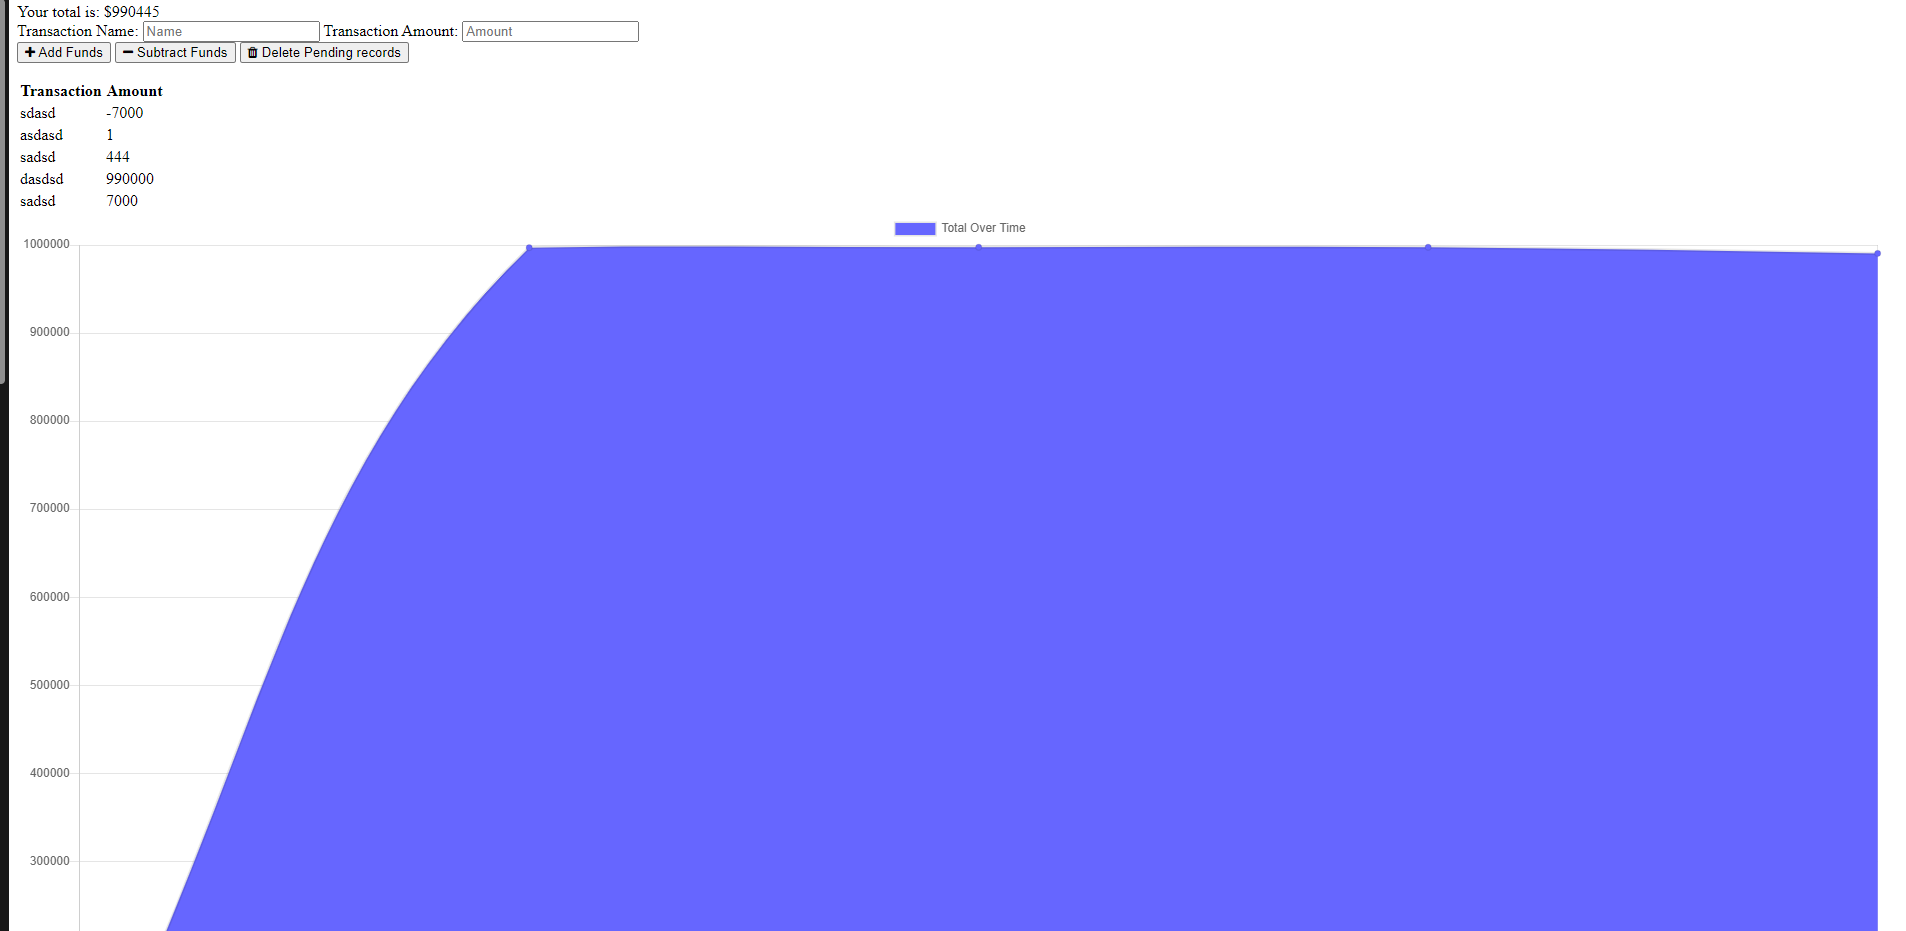 Your total is: $990445
Transaction Name: Name Transaction Amount: Amount
Add Funds Subtract Funds Delete Pending records
Transaction Amount
sdasd -7000
asdasd 1
sadsd 444
dasdsd 990000
sadsd 7000
Total Over Time
1000000
900000
800000
700000
600000
500000
400000
300000